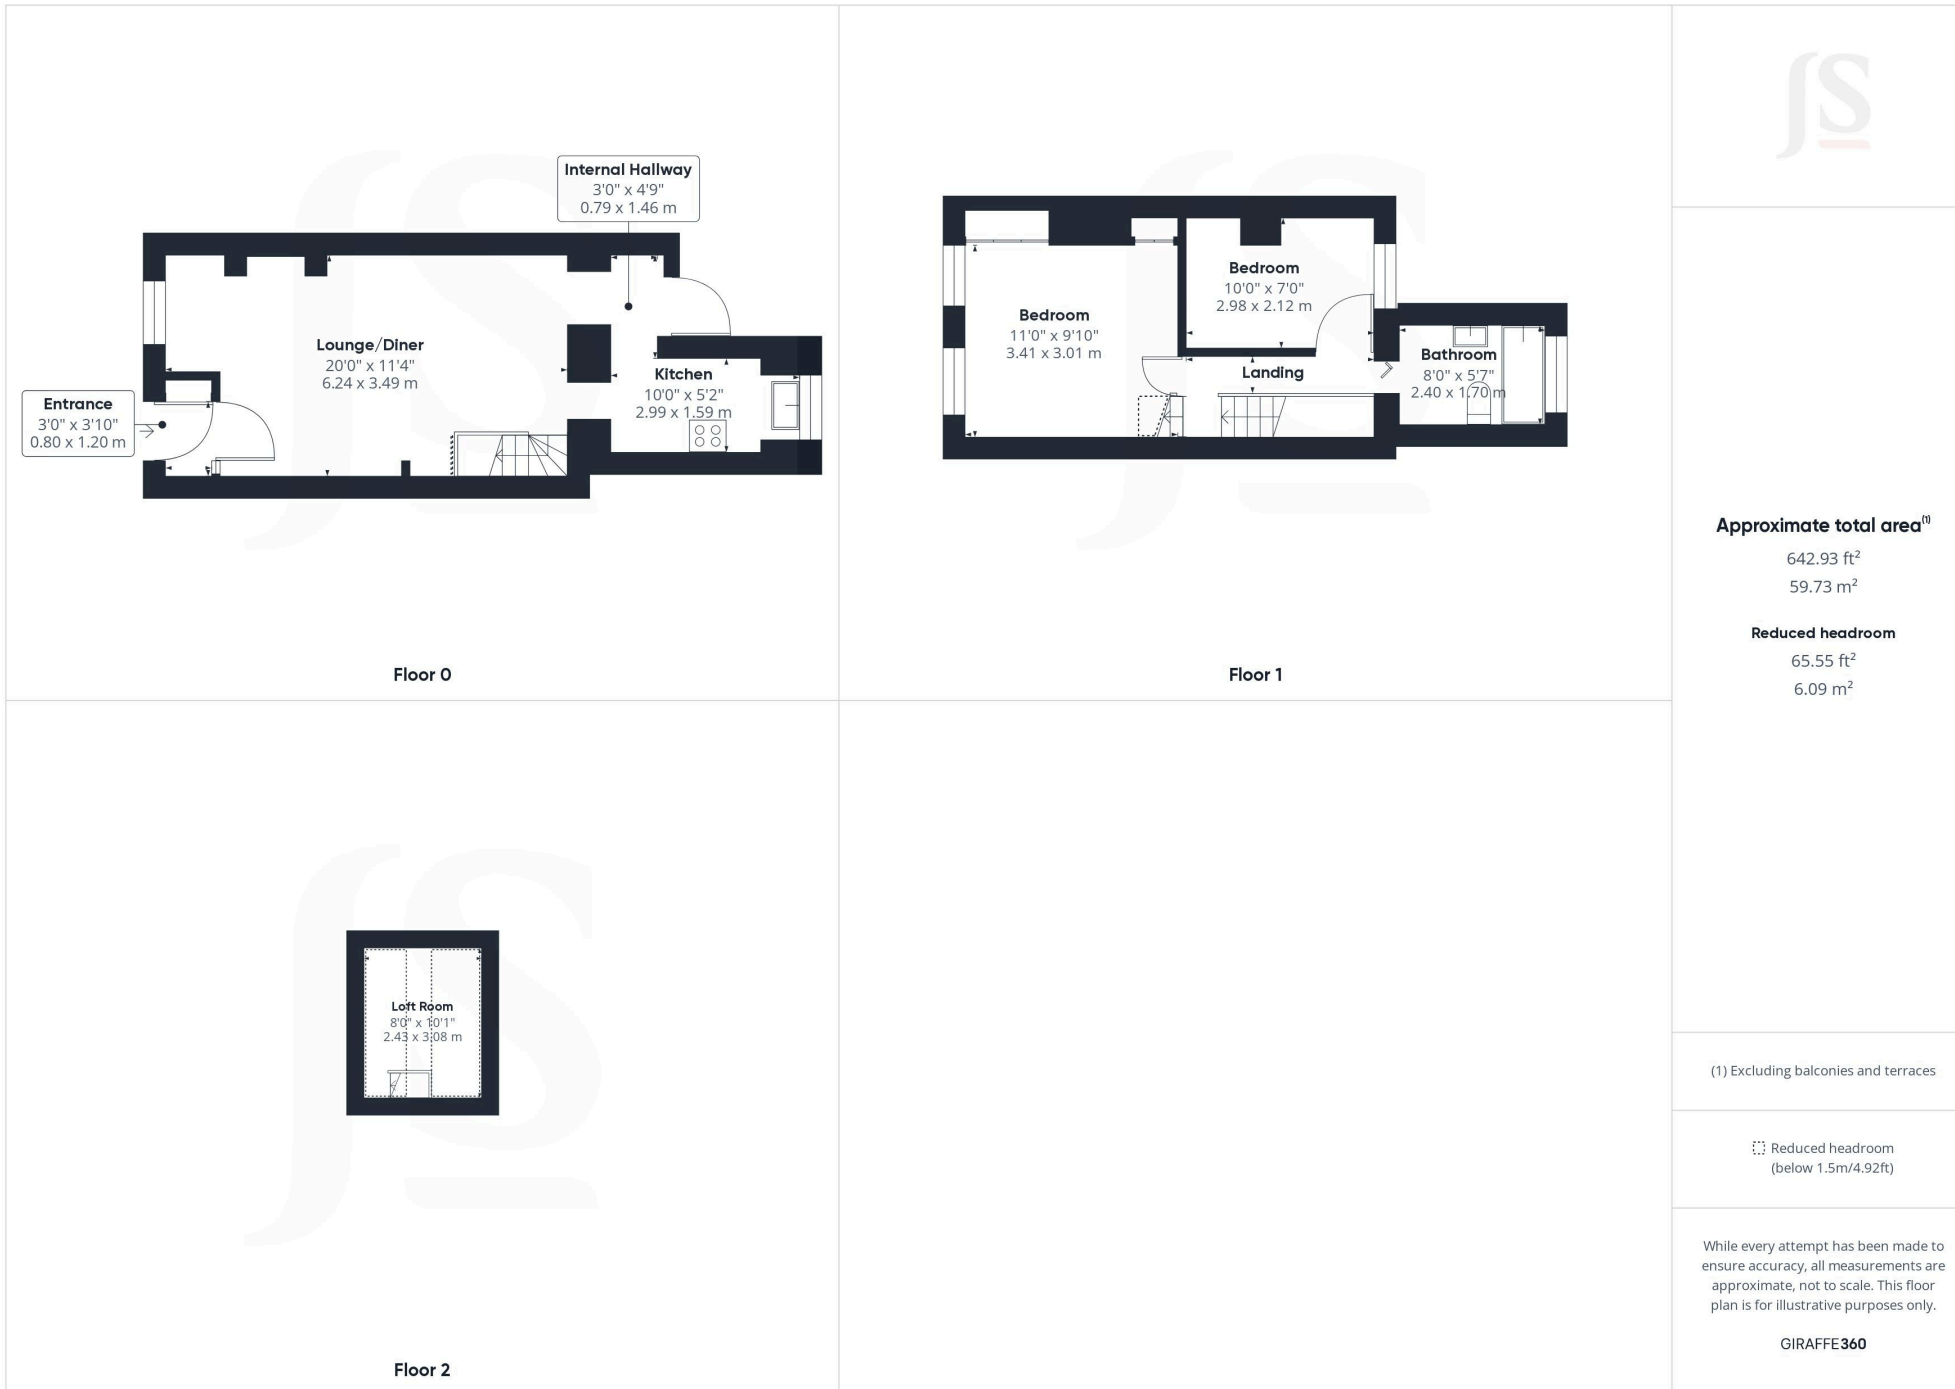 Internal Hallway
3'0" x 4'9"
0.79 x 1.46 m
Lounge/Diner
20'0" x 11'4"
6.24 x 3.49 m
Entrance
3'0" x 3'10"
0.80 x 1.20 m
Kitchen
10'0" x 5'2"
2.99 x 1.59 m
Floor 0
Bedroom
11'0" x 9'10"
3.41 x 3.01 m
Bedroom
10'0" x 7'0"
2.98 x 2.12 m
Landing
Bathroom
8'0" x 5'7"
2.40 x 1.70 m
Floor 1
Loft Room
8'0" x 10'1"
2.43 x 3.08 m
Floor 2
JS
Approximate total area(1)
642.93 ft²
59.73 m²
Reduced headroom
65.55 ft²
6.09 m²
(1) Excluding balconies and terraces
Reduced headroom
(below 1.5m/4.92ft)
While every attempt has been made to
ensure accuracy, all measurements are
approximate, not to scale. This floor
plan is for illustrative purposes only.
GIRAFFE360